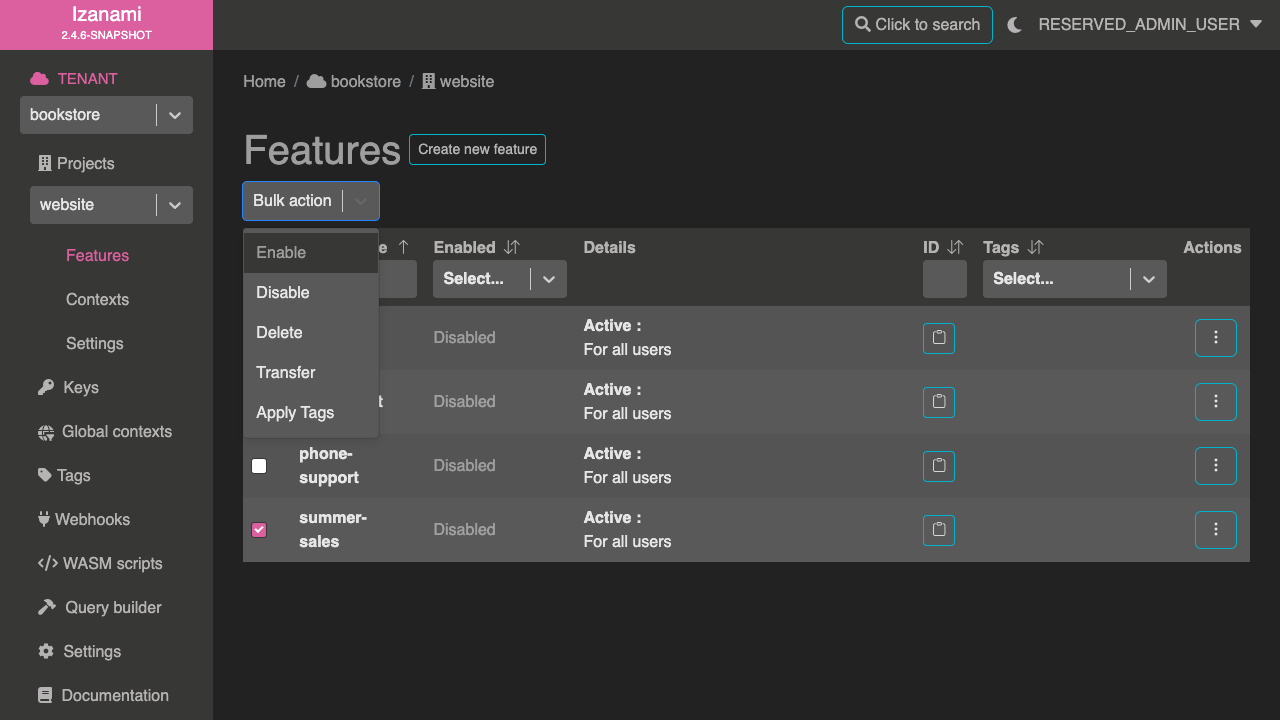 Izanami
2.4.6-SNAPSHOT
Click to search
RESERVED_ADMIN_USER
TENANT
bookstore
Projects
website
Features
Contexts
Settings
Keys
Global contexts
Tags
Webhooks
WASM scripts
Query builder
Settings
Documentation
Home / bookstore / website
Features
Create new feature
Bulk action
Enable
Disable
Delete
Transfer
Apply Tags
Enabled
Details
ID
Tags
Actions
Select...
Select...
Disabled
Active :
For all users
Disabled
Active :
For all users
phone-
support
Disabled
Active :
For all users
summer-
sales
Disabled
Active :
For all users